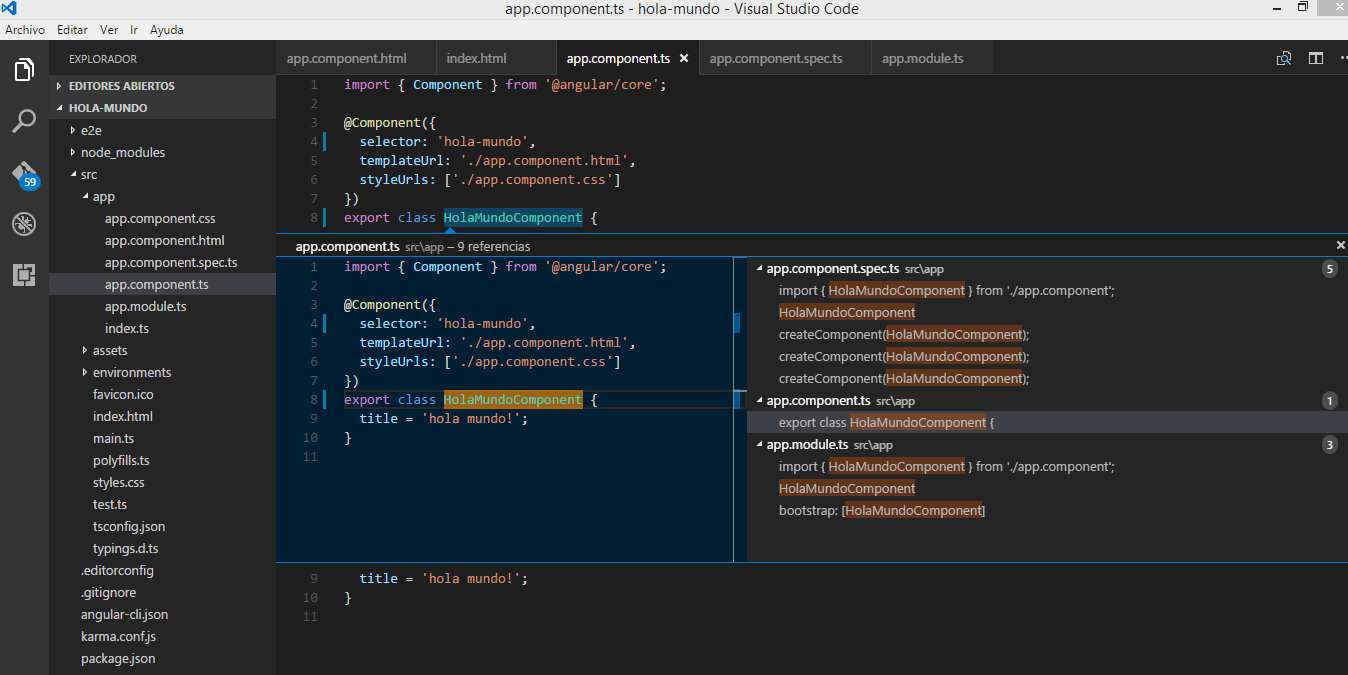 app.component.ts - hola-mundo - Visual Studio Code
Archivo Editar Ver Ir Ayuda
EXPLORADOR
EDITORES ABIERTOS
HOLA-MUNDO
e2e
node_modules
src
app
app.component.css
app.component.html
app.component.spec.ts
app.component.ts
app.module.ts
index.ts
assets
environments
favicon.ico
index.html
main.ts
polyfills.ts
styles.css
test.ts
tsconfig.json
typings.d.ts
.editorconfig
.gitignore
angular-cli.json
karma.conf.js
package.json
59
app.component.html index.html app.component.ts app.component.spec.ts app.module.ts
1 import { Component } from '@angular/core';
2
3 @Component({
4 selector: 'hola-mundo',
5 templateUrl: './app.component.html',
6 styleUrls: ['./app.component.css']
7 })
8 export class HolaMundoComponent {
app.component.ts src\app – 9 referencias
1 import { Component } from '@angular/core';
2
3 @Component({
4 selector: 'hola-mundo',
5 templateUrl: './app.component.html',
6 styleUrls: ['./app.component.css']
7 })
8 export class HolaMundoComponent {
9 title = 'hola mundo!';
10 }
11
app.component.spec.ts src\app 5
import { HolaMundoComponent } from './app.component';
HolaMundoComponent
createComponent(HolaMundoComponent);
createComponent(HolaMundoComponent);
createComponent(HolaMundoComponent);
app.component.ts src\app 1
export class HolaMundoComponent {
app.module.ts src\app 3
import { HolaMundoComponent } from './app.component';
HolaMundoComponent
bootstrap: [HolaMundoComponent]
9 title = 'hola mundo!';
10 }
11